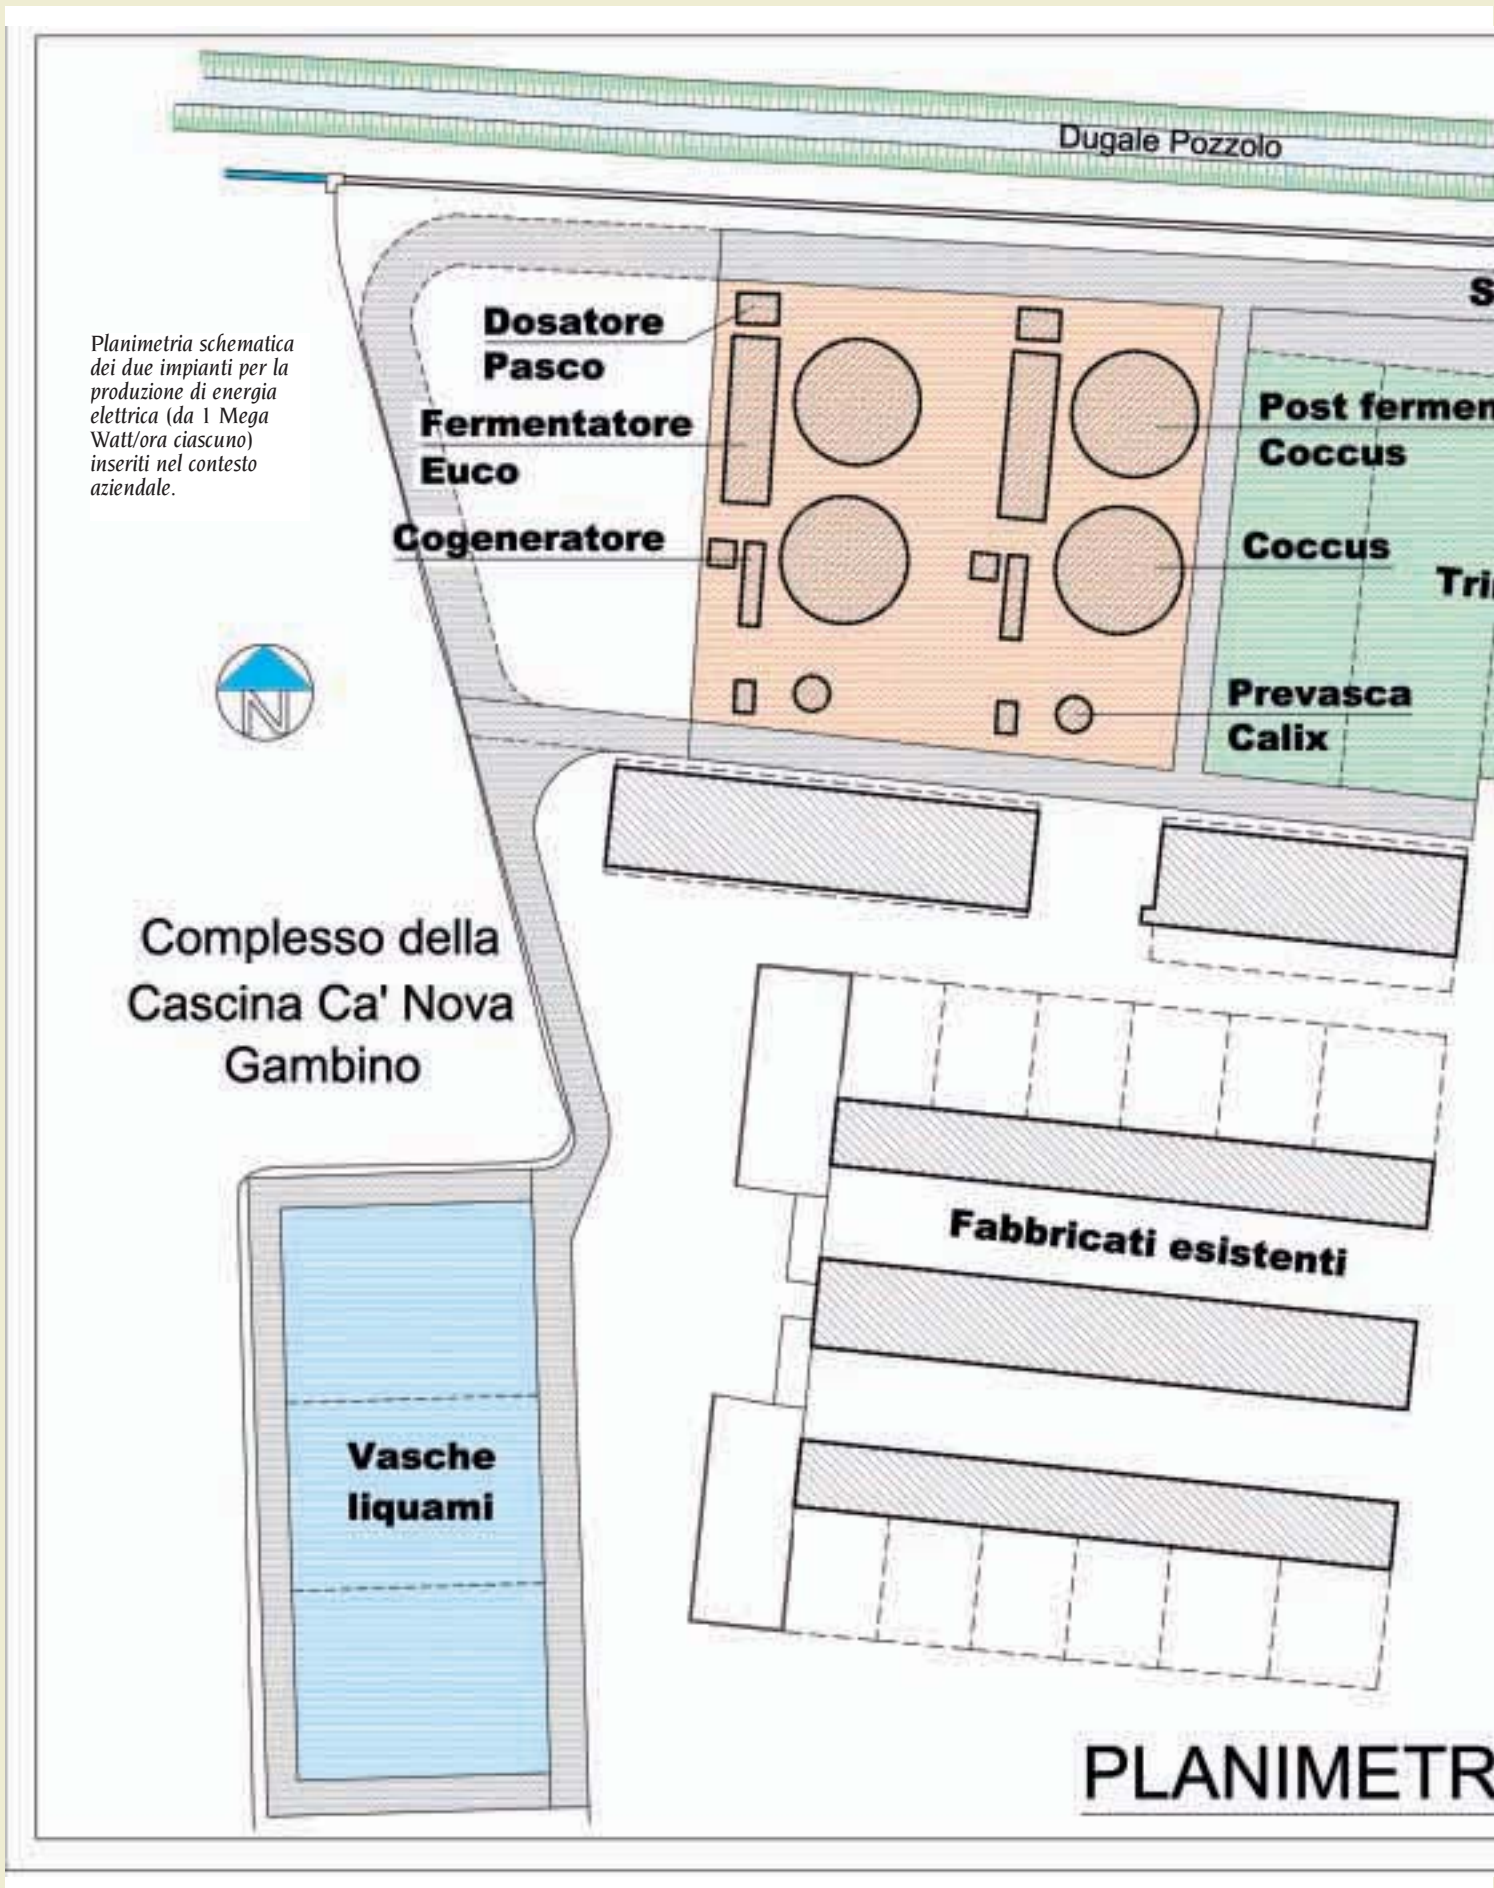 Dugale Pozzolo
S
Planimetria schematica
dei due impianti per la
produzione di energia
elettrica (da 1 Mega
Watt/ora ciascuno)
inseriti nel contesto
aziendale.
Dosatore
Pasco
Fermentatore
Euco
Cogeneratore
Post fermen
Coccus
Coccus
Tri
Prevasca
Calix
N
Complesso della
Cascina Ca' Nova
Gambino
Fabbricati esistenti
Vasche
liquami
PLANIMETR